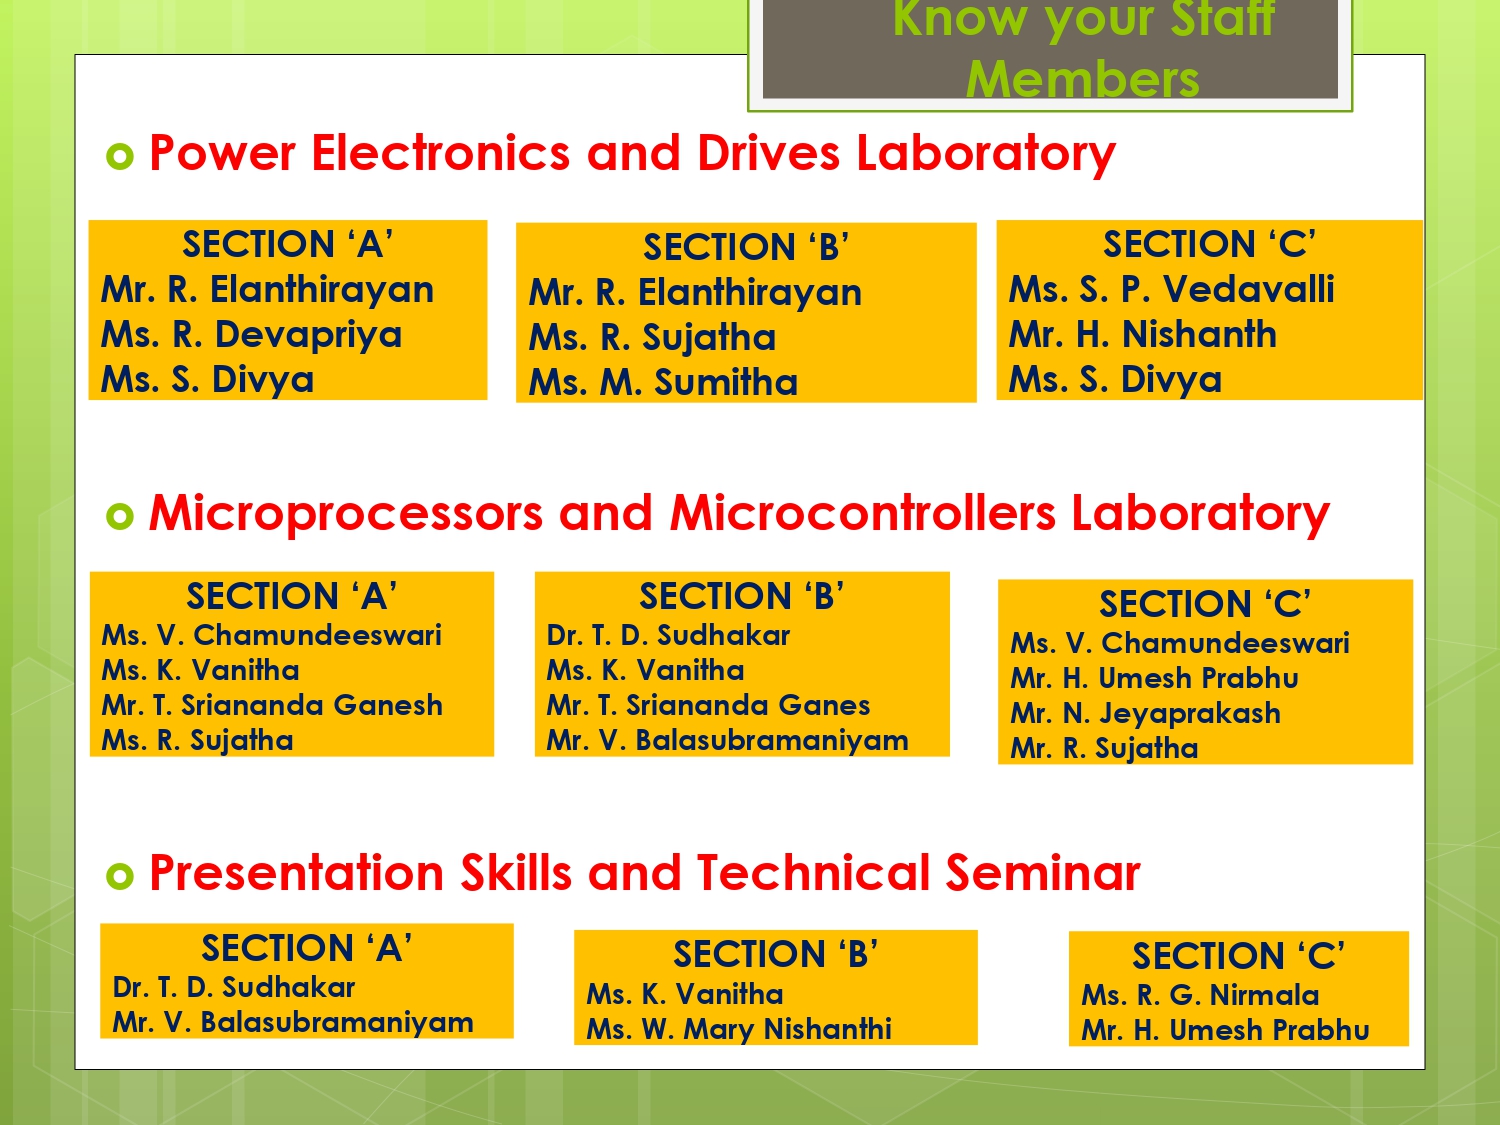 Know your Staff
Members
Power Electronics and Drives Laboratory
SECTION ‘A’
Mr. R. Elanthirayan
Ms. R. Devapriya
Ms. S. Divya
SECTION ‘B’
Mr. R. Elanthirayan
Ms. R. Sujatha
Ms. M. Sumitha
SECTION ‘C’
Ms. S. P. Vedavalli
Mr. H. Nishanth
Ms. S. Divya
Microprocessors and Microcontrollers Laboratory
SECTION ‘A’
Ms. V. Chamundeeswari
Ms. K. Vanitha
Mr. T. Sriananda Ganesh
Ms. R. Sujatha
SECTION ‘B’
Dr. T. D. Sudhakar
Ms. K. Vanitha
Mr. T. Sriananda Ganes
Mr. V. Balasubramaniyam
SECTION ‘C’
Ms. V. Chamundeeswari
Mr. H. Umesh Prabhu
Mr. N. Jeyaprakash
Mr. R. Sujatha
Presentation Skills and Technical Seminar
SECTION ‘A’
Dr. T. D. Sudhakar
Mr. V. Balasubramaniyam
SECTION ‘B’
Ms. K. Vanitha
Ms. W. Mary Nishanthi
SECTION ‘C’
Ms. R. G. Nirmala
Mr. H. Umesh Prabhu